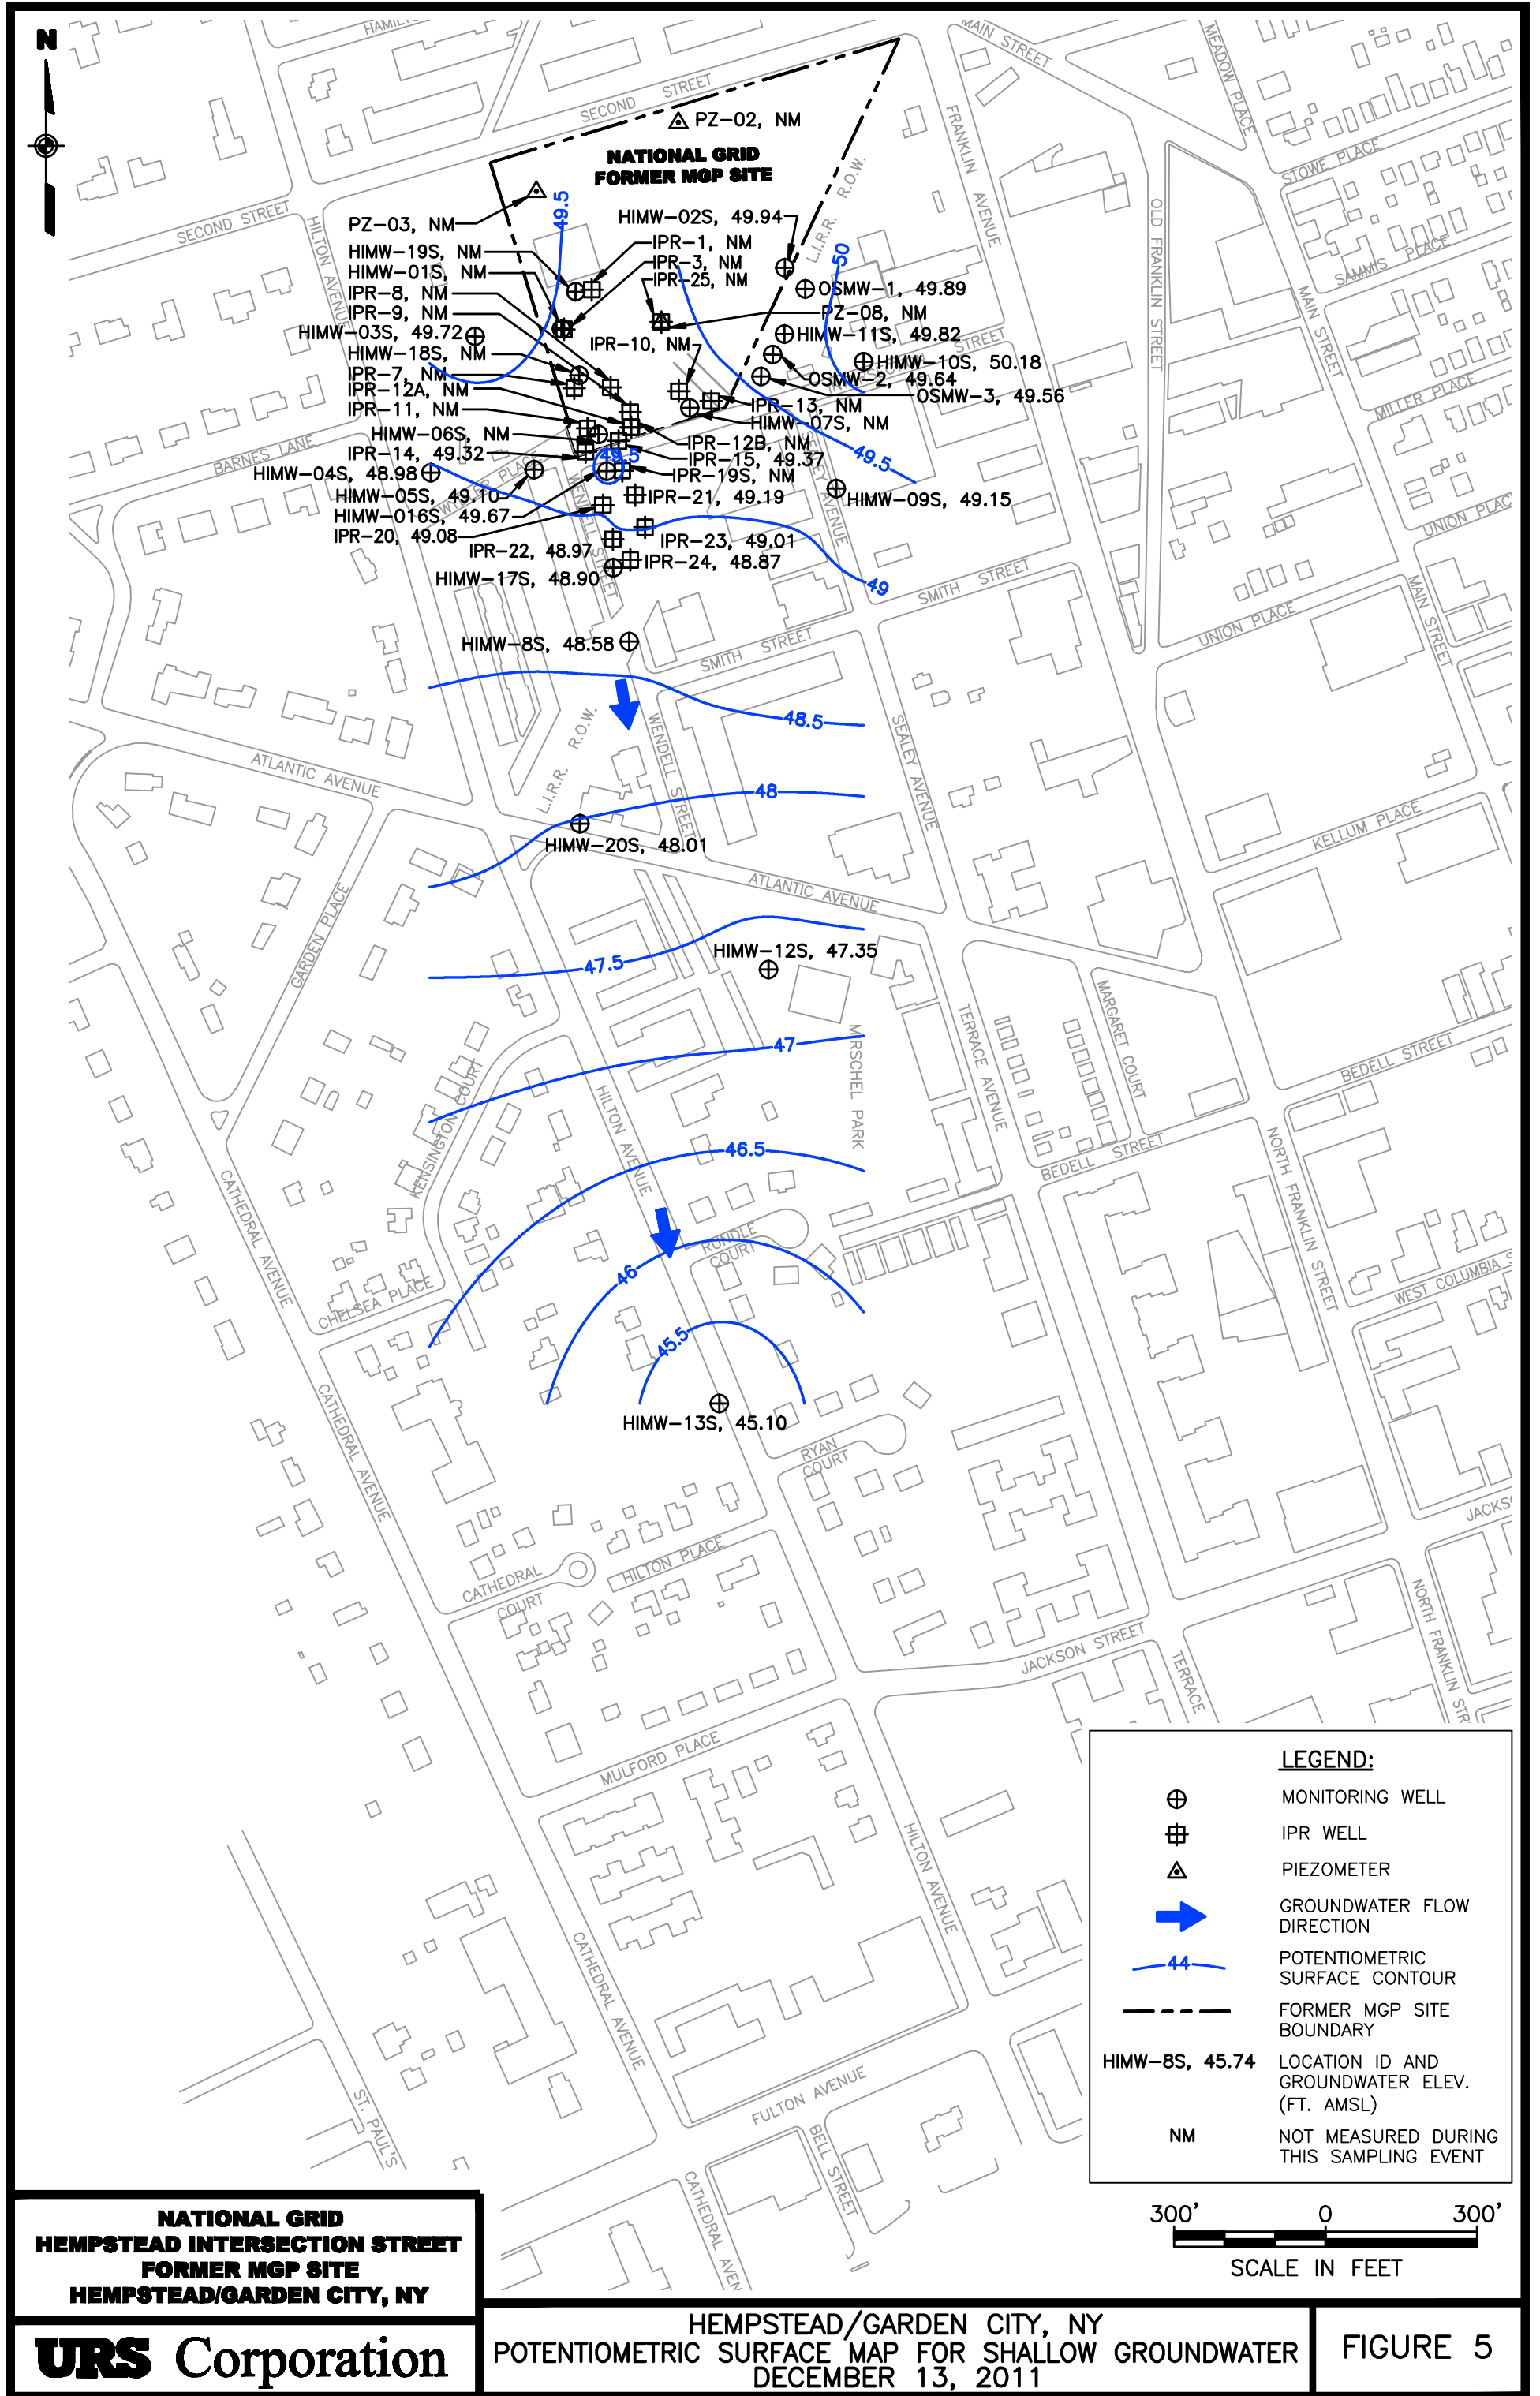 N
HAMIL
MAIN STREET
MEADOW PLACE
SECOND STREET
PZ-02, NM
NATIONAL GRID
FORMER MGP SITE
FRANKLIN AVENUE
STOWE PLACE
L.I.R.R. R.O.W.
OLD FRANKLIN STREET
SECOND STREET
HILTON AVENUE
PZ-03, NM
49.5
HIMW-02S, 49.94
HIMW-19S, NM
IPR-1, NM
50
SAMMIS PLACE
HIMW-01S, NM
IPR-3, NM
IPR-8, NM
IPR-25, NM
OSMW-1, 49.89
MAIN STREET
IPR-9, NM
PZ-08, NM
HIMW-03S, 49.72
HIMW-11S, 49.82
IPR-10, NM
HIMW-18S, NM
HIMW-10S, 50.18
IPR-7, NM
OSMW-2, 49.64
IPR-12A, NM
OSMW-3, 49.56
MILLER PLACE
IPR-11, NM
IPR-13, NM
HIMW-07S, NM
HIMW-06S, NM
IPR-12B, NM
BARNES LANE
IPR-14, 49.32
49.5
IPR-15, 49.37
49.5
HIMW-04S, 48.98
IPR-19S, NM
HIMW-05S, 49.10
IPR-21, 49.19
HIMW-09S, 49.15
HIMW-016S, 49.67
UNION PLAC
IPR-20, 49.08
WENDELL STREET
IPR-23, 49.01
IPR-22, 48.97
IPR-24, 48.87
HIMW-17S, 48.90
49
SMITH STREET
UNION PLACE
MAIN STREET
HIMW-8S, 48.58
SMITH STREET
48.5
L.I.R.R. R.O.W.
WENDELL STREET
SEALEY AVENUE
ATLANTIC AVENUE
48
HIMW-20S, 48.01
KELLUM PLACE
ATLANTIC AVENUE
GARDEN PLACE
HIMW-12S, 47.35
47.5
MARGARET COURT
TERRACE AVENUE
MIRSCHEL PARK
47
BEDELL STREET
KENSINGTON COURT
HILTON AVENUE
46.5
BEDELL STREET
NORTH FRANKLIN STREET
CATHEDRAL AVENUE
RUNDLE
COURT
46
WEST COLUMBIA S
CHELSEA PLACE
45.5
HIMW-13S, 45.10
CATHEDRAL AVENUE
RYAN
COURT
JACKS
HILTON PLACE
CATHEDRAL
COURT
NORTH FRANKLIN STR
JACKSON STREET
TERRACE
MULFORD PLACE
HILTON AVENUE
CATHEDRAL AVENUE
FULTON AVENUE
ST. PAUL'S
BELL STREET
CATHEDRAL AVEN
LEGEND:
MONITORING WELL
IPR WELL
PIEZOMETER
GROUNDWATER FLOW
DIRECTION
44
POTENTIOMETRIC
SURFACE CONTOUR
FORMER MGP SITE
BOUNDARY
HIMW-8S, 45.74
LOCATION ID AND
GROUNDWATER ELEV.
(FT. AMSL)
NM
NOT MEASURED DURING
THIS SAMPLING EVENT
300' 0 300'
SCALE IN FEET
NATIONAL GRID
HEMPSTEAD INTERSECTION STREET
FORMER MGP SITE
HEMPSTEAD/GARDEN CITY, NY
URS Corporation
HEMPSTEAD/GARDEN CITY, NY
POTENTIOMETRIC SURFACE MAP FOR SHALLOW GROUNDWATER
DECEMBER 13, 2011
FIGURE 5